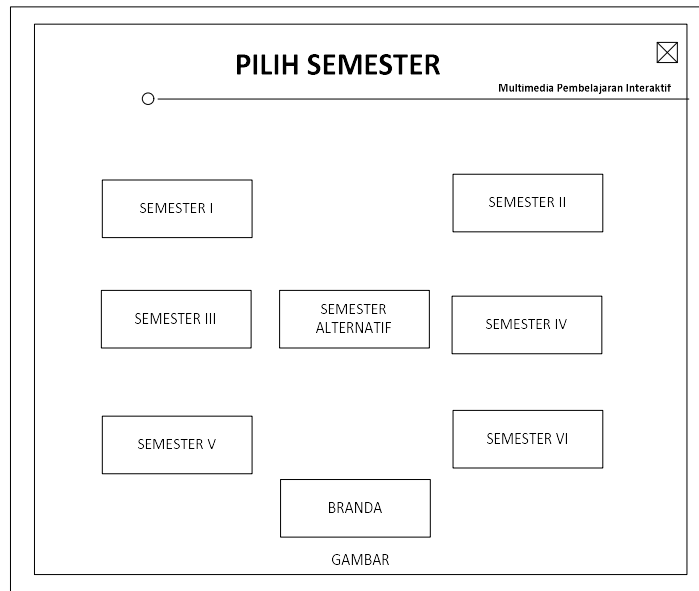 PILIH SEMESTER
Multimedia Pembelajaran Interaktif
SEMESTER I
SEMESTER II
SEMESTER III
SEMESTER
ALTERNATIF
SEMESTER IV
SEMESTER V
SEMESTER VI
BRANDA
GAMBAR